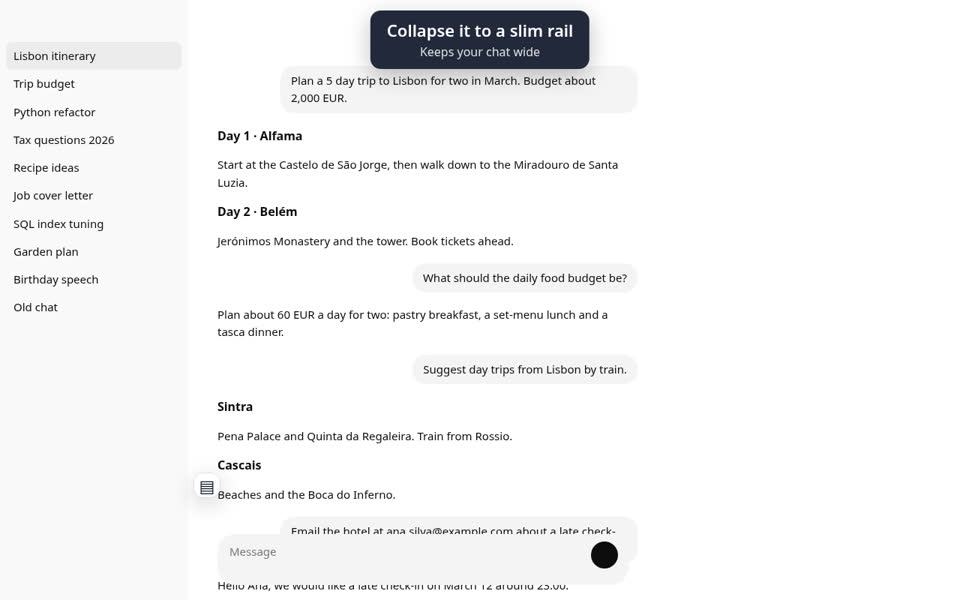 Collapse it to a slim rail
Keeps your chat wide
Lisbon itinerary
Trip budget
Python refactor
Tax questions 2026
Recipe ideas
Job cover letter
SQL index tuning
Garden plan
Birthday speech
Old chat
Plan a 5 day trip to Lisbon for two in March. Budget about
2,000 EUR.
Day 1 · Alfama
Start at the Castelo de São Jorge, then walk down to the Miradouro de Santa
Luzia.
Day 2 · Belém
Jerónimos Monastery and the tower. Book tickets ahead.
What should the daily food budget be?
Plan about 60 EUR a day for two: pastry breakfast, a set-menu lunch and a
tasca dinner.
Suggest day trips from Lisbon by train.
Sintra
Pena Palace and Quinta da Regaleira. Train from Rossio.
Cascais
Beaches and the Boca do Inferno.
Email the hotel at ana.silva@example.com about a late check-
Message
Hello Ana, we would like a late check-in on March 12 around 23:00.